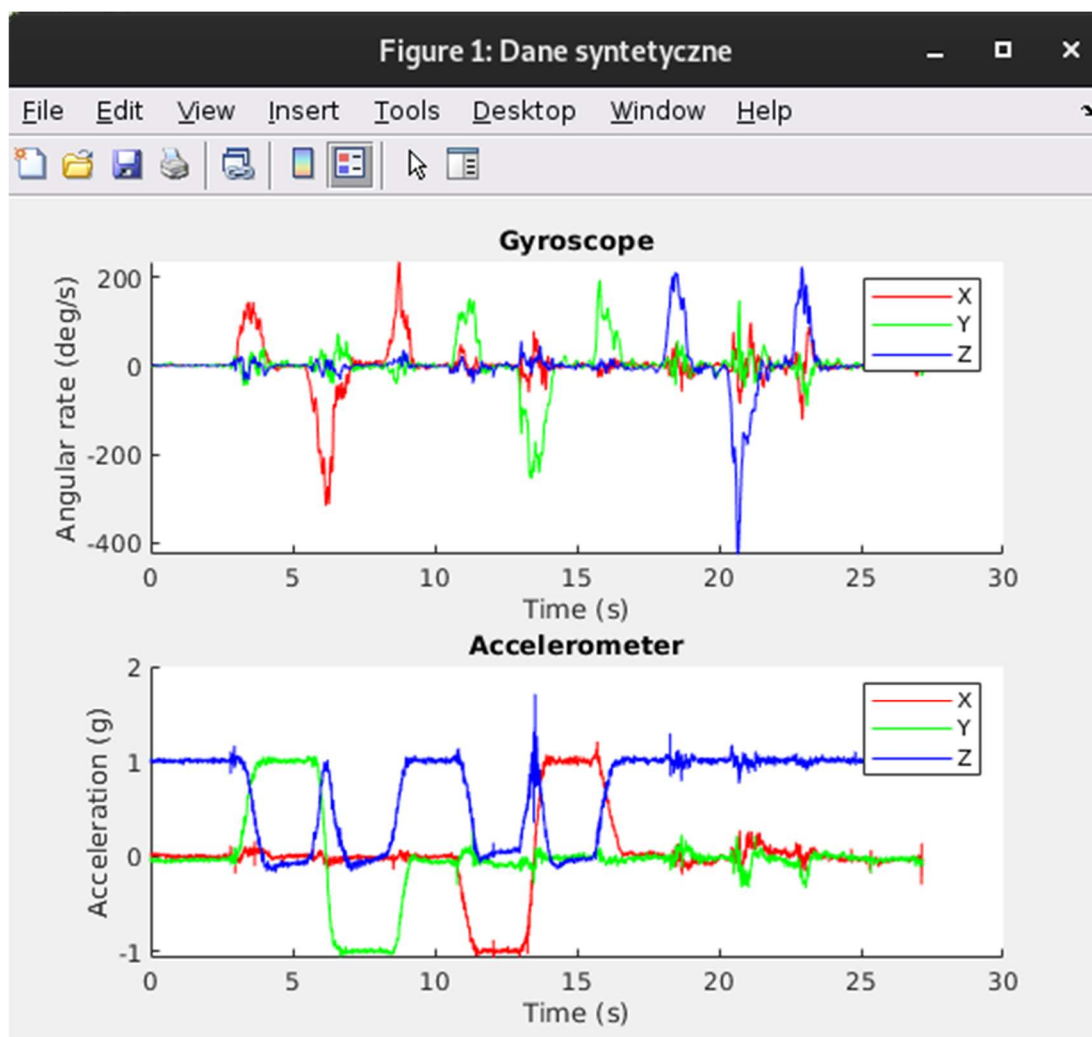 Figure 1: Dane syntetyczne
File Edit View Insert Tools Desktop Window Help
Gyroscope
Angular rate (deg/s)
200
0
-200
-400
X
Y
Z
0 5 10 15 20 25 30
Time (s)
Accelerometer
Acceleration (g)
2
1
0
-1
X
Y
Z
0 5 10 15 20 25 30
Time (s)